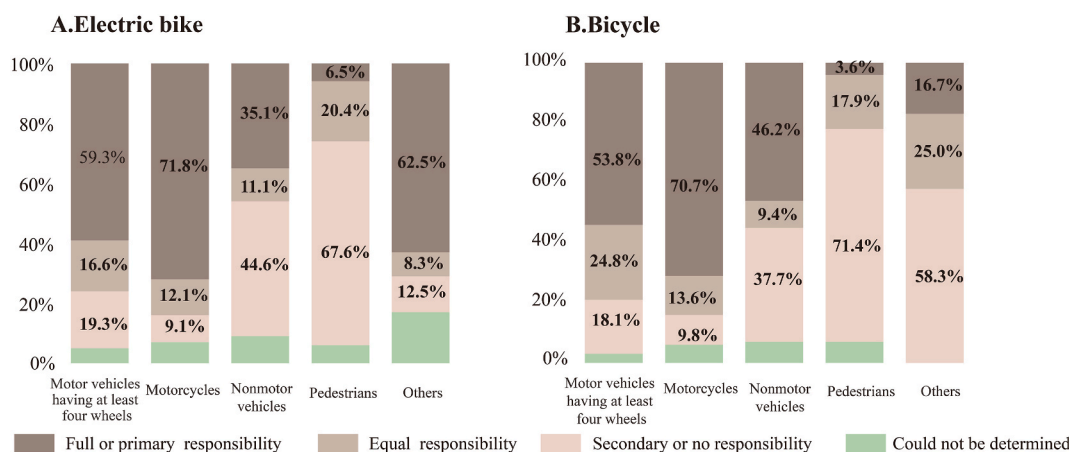 A.Electric bike
100%
80%
60%
40%
20%
0%
59.3%
16.6%
19.3%
71.8%
12.1%
9.1%
35.1%
11.1%
44.6%
6.5%
20.4%
67.6%
62.5%
8.3%
12.5%
Motor vehicles
having at least
four wheels
Motorcycles
Nonmotor
vehicles
Pedestrians
Others
B.Bicycle
100%
80%
60%
40%
20%
0%
53.8%
24.8%
18.1%
70.7%
13.6%
9.8%
46.2%
9.4%
37.7%
3.6%
17.9%
71.4%
16.7%
25.0%
58.3%
Motor vehicles
having at least
four wheels
Motorcycles
Nonmotor
vehicles
Pedestrians
Others
Full or primary responsibility
Equal responsibility
Secondary or no responsibility
Could not be determined